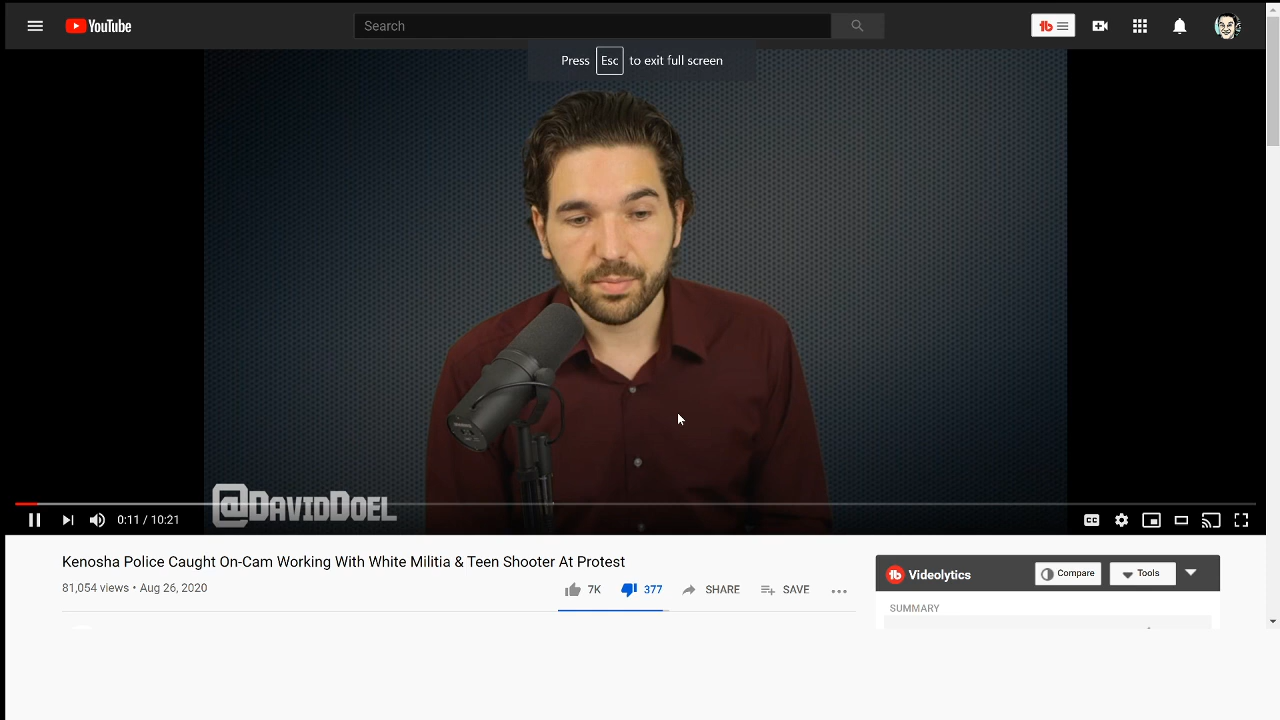 YouTube
Search
Press Esc to exit full screen
@DavidDoel
0:11 / 10:21
CC
Kenosha Police Caught On-Cam Working With White Militia & Teen Shooter At Protest
81,054 views • Aug 26, 2020
7K 377 SHARE SAVE
tb Videolytics Compare Tools
SUMMARY